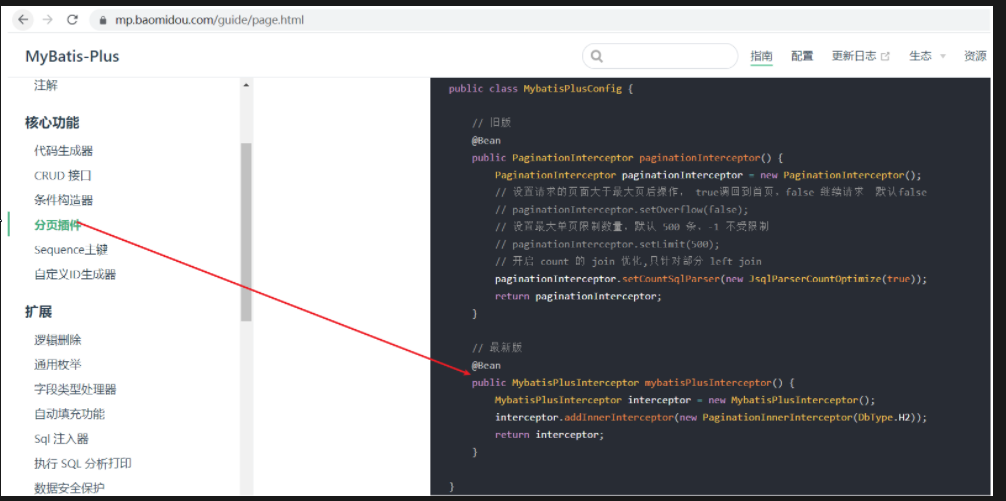 mp.baomidou.com/guide/page.html
MyBatis-Plus
指南 配置 更新日志 生态 资源
注解
核心功能
代码生成器
CRUD 接口
条件构造器
分页插件
Sequence主键
自定义ID生成器
扩展
逻辑删除
通用枚举
字段类型处理器
自动填充功能
Sql 注入器
执行 SQL 分析打印
数据安全保护
public class MybatisPlusConfig {
// 旧版
@Bean
public PaginationInterceptor paginationInterceptor() {
PaginationInterceptor paginationInterceptor = new PaginationInterceptor();
// 设置请求的页面大于最大页后操作， true调回到首页，false 继续请求  默认false
// paginationInterceptor.setOverflow(false);
// 设置最大单页限制数量，默认 500 条，-1 不受限制
// paginationInterceptor.setLimit(500);
// 开启 count 的 join 优化,只针对部分 left join
paginationInterceptor.setCountSqlParser(new JsqlParserCountOptimize(true));
return paginationInterceptor;
}
// 最新版
@Bean
public MybatisPlusInterceptor mybatisPlusInterceptor() {
MybatisPlusInterceptor interceptor = new MybatisPlusInterceptor();
interceptor.addInnerInterceptor(new PaginationInnerInterceptor(DbType.H2));
return interceptor;
}
}